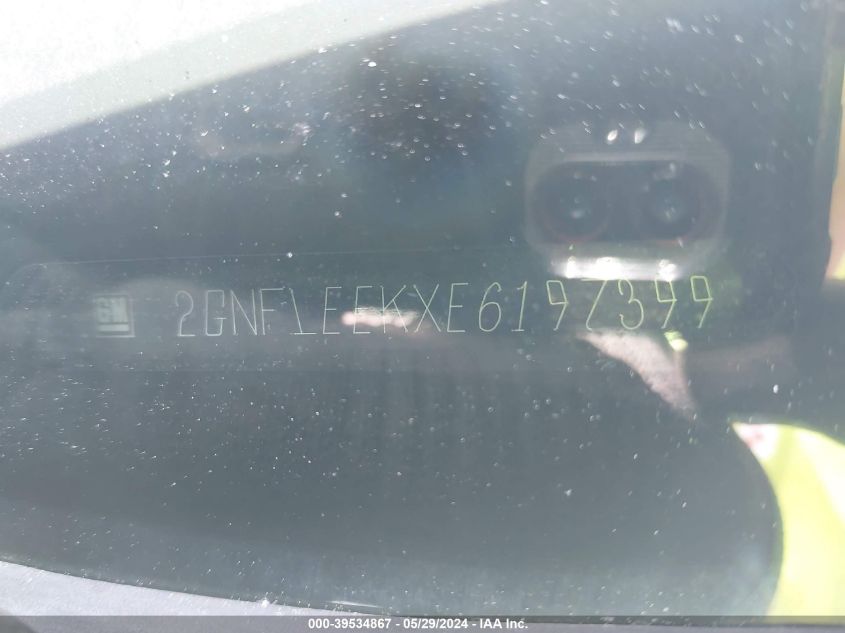 GM 2GNFLEEKXE6197399
000-39534867 - 05/29/2024 - IAA Inc.